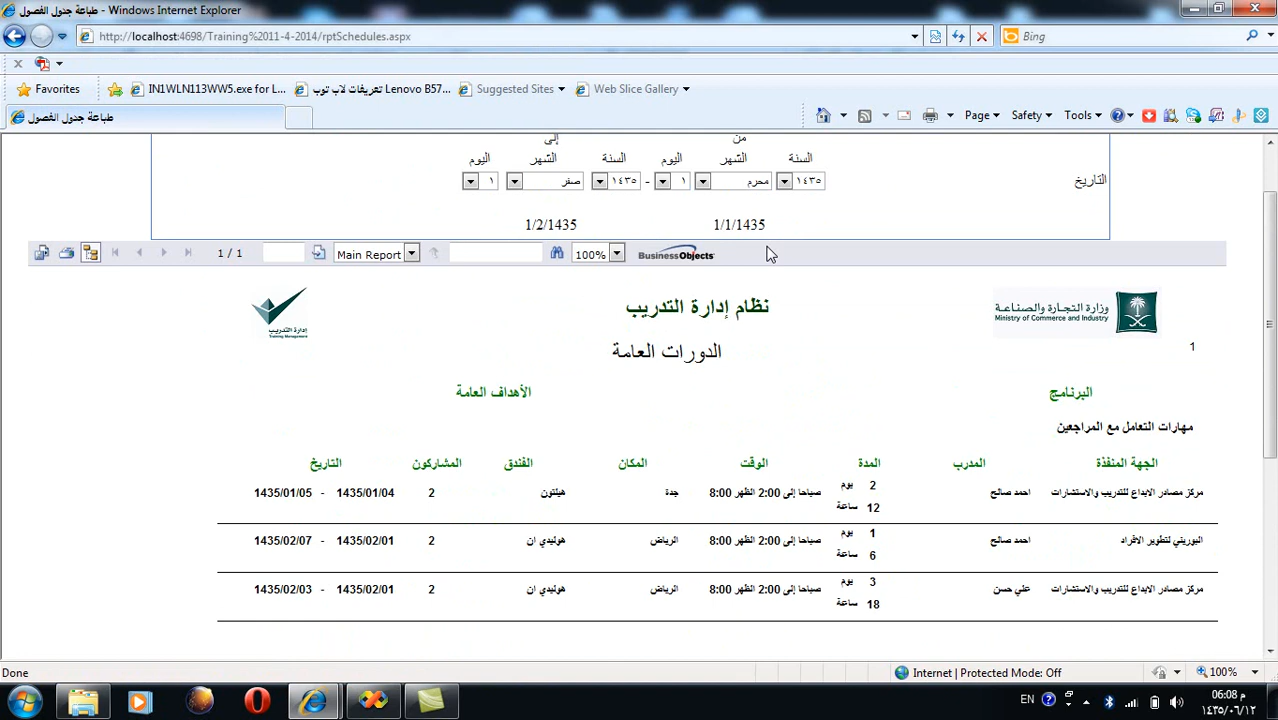 طباعة جدول الفصول - Windows Internet Explorer
http://localhost:4698/Training%2011-4-2014/rptSchedules.aspx
Bing
Favorites
IN1WLN113WW5.exe for L...
تعريفات لاب توب Lenovo B57...
Suggested Sites
Web Slice Gallery
طباعة جدول الفصول
Page Safety Tools
من إلى
السنة الشهر اليوم السنة الشهر اليوم
التاريخ ١٤٣٥ محرم ١ - ١٤٣٥ صفر ١
1/1/1435 1/2/1435
1 / 1 Main Report 100% BusinessObjects
وزارة التجارة والصناعة
Ministry of Commerce and Industry
نظام إدارة التدريب
إدارة التدريب
Training Management
1
الدورات العامة
البرنامج الأهداف العامة
مهارات التعامل مع المراجعين
الجهة المنفذة المدرب المدة الوقت المكان الفندق المشاركون التاريخ
مركز مصادر الابداع للتدريب والاستشارات احمد صالح 2 يوم 12 ساعة 8:00 صباحا إلى 2:00 الظهر جدة هيلتون 2 1435/01/04 - 1435/01/05
البوريتي لتطوير الافراد احمد صالح 1 يوم 6 ساعة 8:00 صباحا إلى 2:00 الظهر الرياض هوليدي ان 2 1435/02/01 - 1435/02/07
مركز مصادر الابداع للتدريب والاستشارات علي حسن 3 يوم 18 ساعة 8:00 صباحا إلى 2:00 الظهر الرياض هوليدي ان 2 1435/02/01 - 1435/02/03
Done
Internet | Protected Mode: Off
100%
EN
06:08 م
١٤٣٥/٠٦/١٢